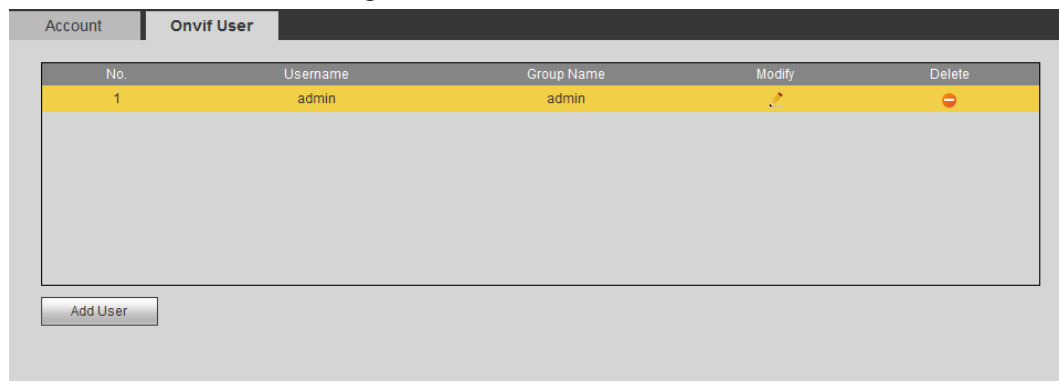 Account Onvif User
No. Username Group Name Modify Delete
1 admin admin
Add User